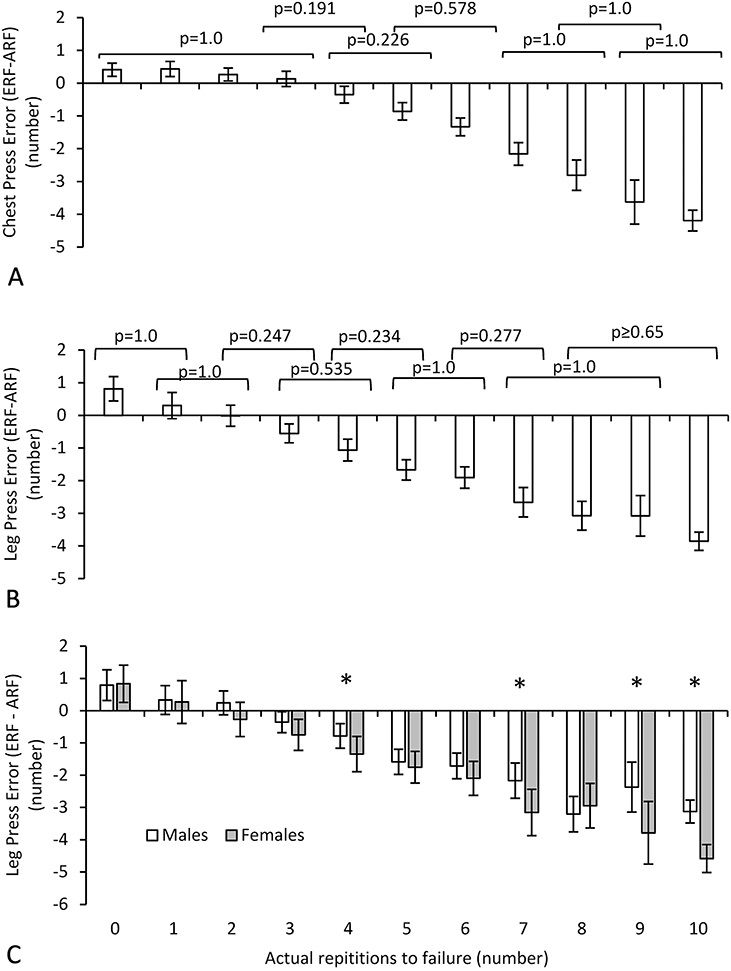 p=0.191 p=0.578 p=1.0
p=1.0 p=0.226 p=1.0 p=1.0
Chest Press Error (ERF-ARF)
(number)
2
1
0
-1
-2
-3
-4
-5
A
p=1.0 p=0.247 p=0.234 p=0.277 p≥0.65
p=1.0 p=0.535 p=1.0 p=1.0
Leg Press Error (ERF-ARF)
(number)
2
1
0
-1
-2
-3
-4
-5
B
Leg Press Error (ERF - ARF)
(number)
2
1
0
-1
-2
-3
-4
-5
-6
* * * *
Males Females
0 1 2 3 4 5 6 7 8 9 10
Actual repititions to failure (number)
C